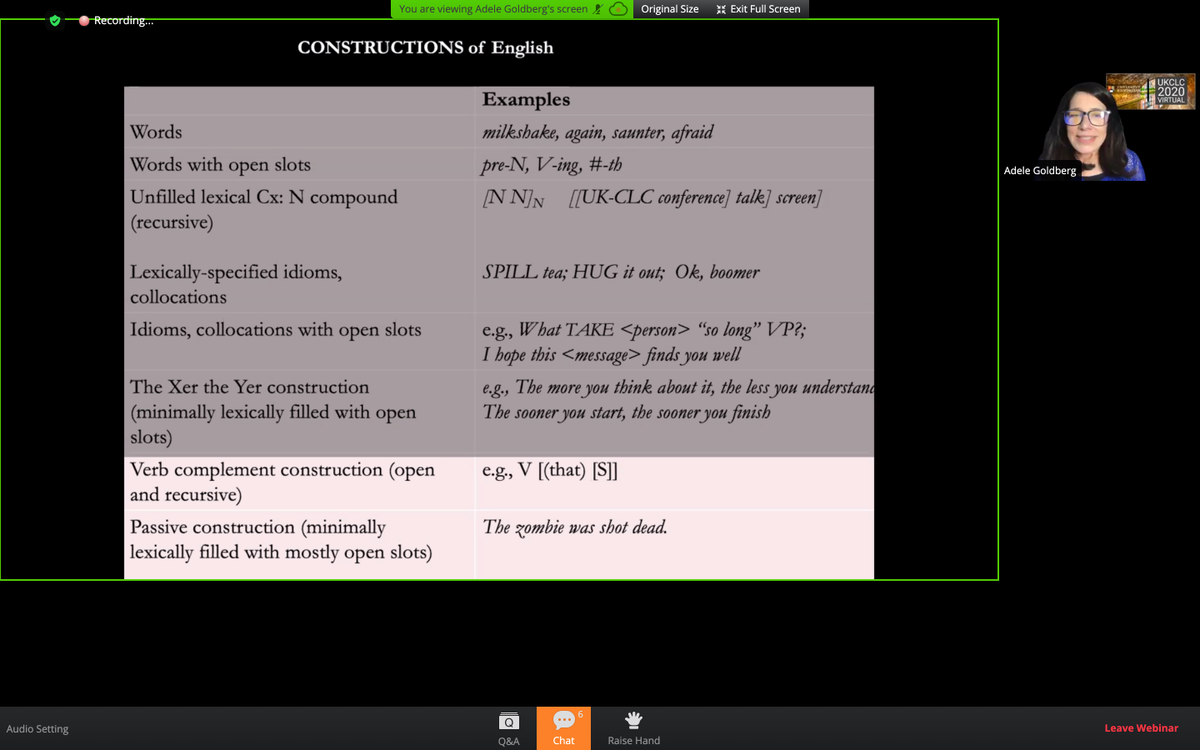 You are viewing Adele Goldberg's screen
Original Size
Exit Full Screen
Recording...
CONSTRUCTIONS of English
Examples
Words
milkshake, again, saunter, afraid
Words with open slots
pre-N, V-ing, #-th
Unfilled lexical Cx: N compound
(recursive)
[N N]N [[UK-CLC conference] talk] screen]
Lexically-specified idioms,
collocations
SPILL tea; HUG it out; Ok, boomer
Idioms, collocations with open slots
e.g., What TAKE <person> “so long” VP?;
I hope this <message> finds you well
The Xer the Yer construction
(minimally lexically filled with open
slots)
e.g., The more you think about it, the less you understand
The sooner you start, the sooner you finish
Verb complement construction (open
and recursive)
e.g., V [(that) [S]]
Passive construction (minimally
lexically filled with mostly open slots)
The zombie was shot dead.
UKCLC
2020
VIRTUAL
Adele Goldberg
Audio Setting
Q
Q&A
6
Chat
Raise Hand
Leave Webinar